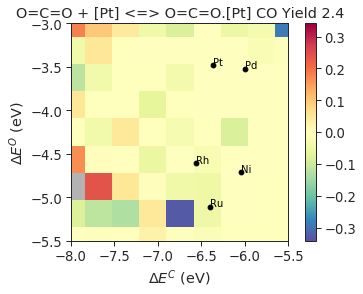 O=C=O + [Pt] <=> O=C=O.[Pt] CO Yield 2.4
−3.0
−3.5
−4.0
−4.5
−5.0
−5.5
ΔE^O (eV)
Pt
Pd
Rh
Ni
Ru
−8.0 −7.5 −7.0 −6.5 −6.0 −5.5
ΔE^C (eV)
0.3
0.2
0.1
0.0
−0.1
−0.2
−0.3